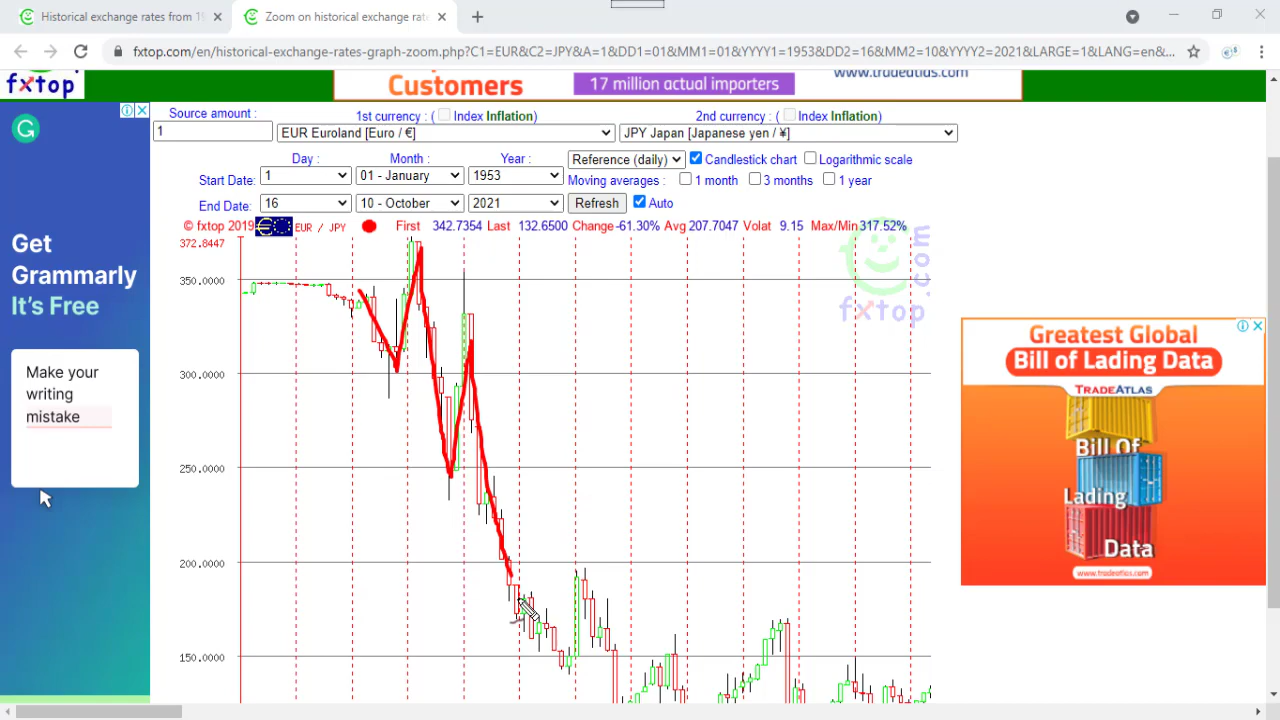 Historical exchange rates from 19
Zoom on historical exchange rate
fxtop.com/en/historical-exchange-rates-graph-zoom.php?C1=EUR&C2=JPY&A=1&DD1=01&MM1=01&YYYY1=1953&DD2=16&MM2=10&YYYY2=2021&LARGE=1&LANG=en&...
fxtop
Customers
17 million actual importers
www.tradeatlas.com
Source amount :
1st currency : ( Index Inflation)
2nd currency : ( Index Inflation)
1
EUR Euroland [Euro / €]
JPY Japan [Japanese yen / ¥]
Day :
Month :
Year :
Reference (daily)
Candlestick chart
Logarithmic scale
Start Date:
1
01 - January
1953
Moving averages :
1 month
3 months
1 year
End Date:
16
10 - October
2021
Refresh
Auto
© fxtop 2019
EUR / JPY
First 342.7354 Last 132.6500 Change-61.30% Avg 207.7047 Volat 9.15 Max/Min 317.52%
372.8447
350.0000
300.0000
250.0000
200.0000
150.0000
fxtop.com
fxtop
Get
Grammarly
It's Free
Make your
writing
mistake
Greatest Global
Bill of Lading Data
TRADEATLAS
Bill Of
Lading
Data
www.tradeatlas.com